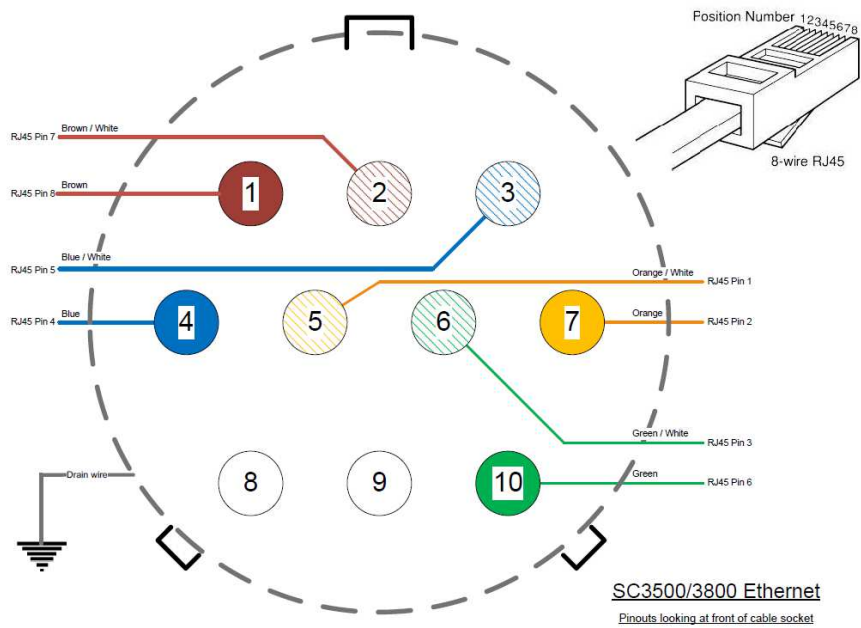 Position Number 12345678
8-wire RJ45
RJ45 Pin 7
Brown / White
RJ45 Pin 8
Brown
1
2
3
RJ45 Pin 5
Blue / White
Orange / White
RJ45 Pin 1
RJ45 Pin 4
Blue
4
5
6
7
Orange
RJ45 Pin 2
Green / White
RJ45 Pin 3
Drain wire
8
9
10
Green
RJ45 Pin 6
SC3500/3800 Ethernet
Pinouts looking at front of cable socket